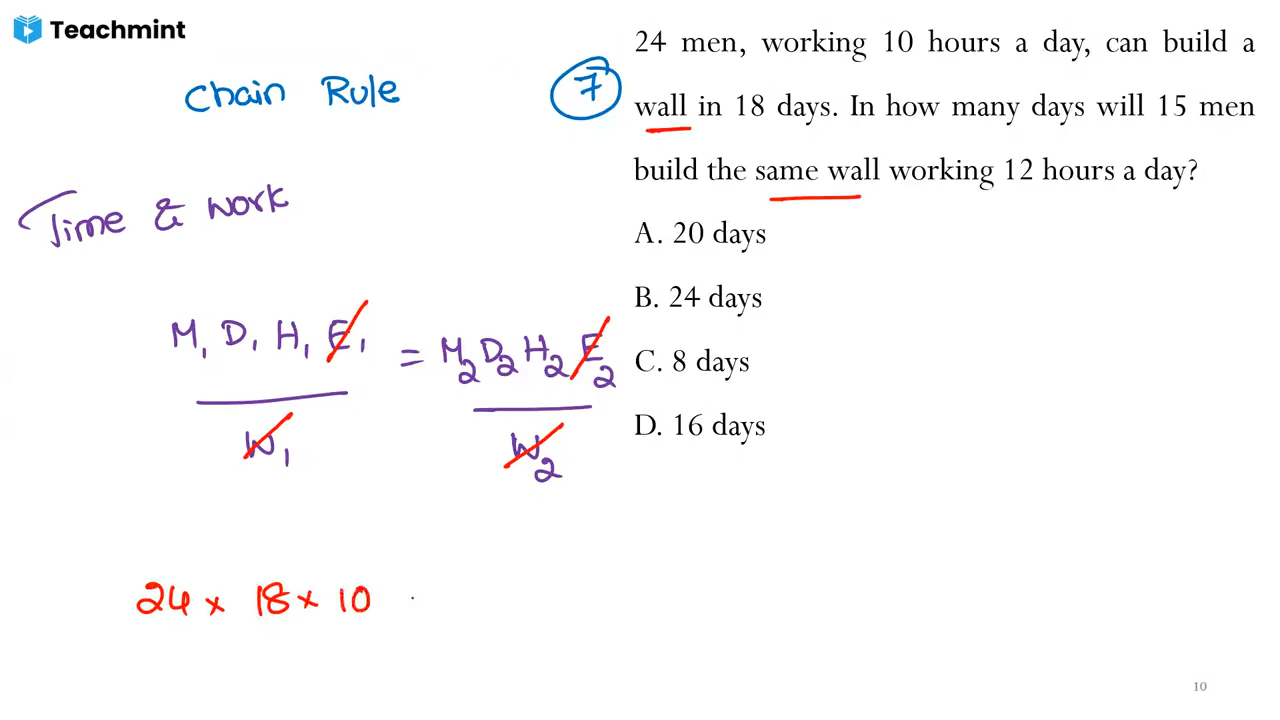 Teachmint
Chain Rule
Time & Work
M₁ D₁ H₁ E₁ = M₂ D₂ H₂ E₂
W₁ W₂
24 × 18 × 10
7
24 men, working 10 hours a day, can build a
wall in 18 days. In how many days will 15 men
build the same wall working 12 hours a day?
A. 20 days
B. 24 days
C. 8 days
D. 16 days
10